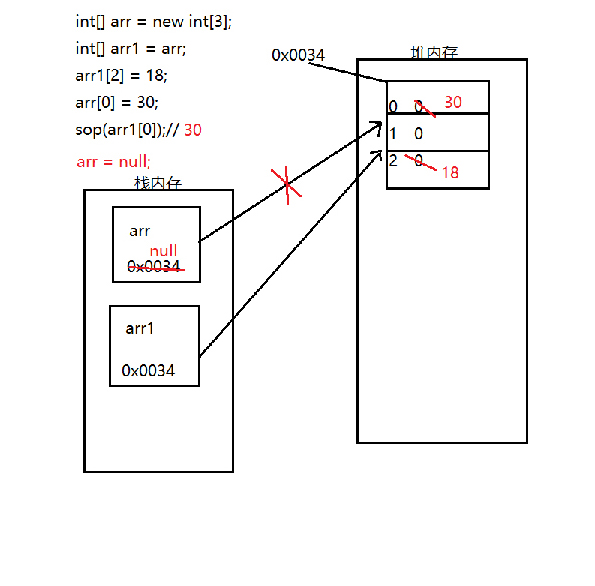 int[] arr = new int[3];
int[] arr1 = arr;
arr1[2] = 18;
arr[0] = 30;
sop(arr1[0]);// 30
arr = null;
栈内存
arr
null
0x0034
arr1
0x0034
0x0034
堆内存
0 0 30
1 0
2 0 18